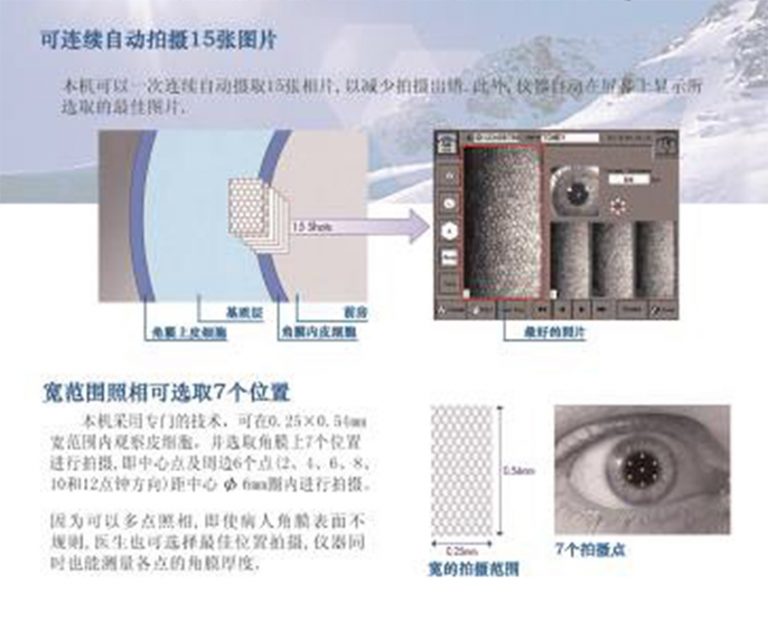 可连续自动拍摄15张图片
本机可以一次连续自动摄取15张相片,以减少拍摄出错.此外,仪器自动在屏幕上显示所
选取的最佳图片.
15 Shots
基质层
前房
角膜上皮细胞
角膜内皮细胞
最好的图片
宽范围照相可选取7个位置
本机采用专门的技术，可在0.25×0.54mm
宽范围内观察皮细胞。并选取角膜上7个位置
进行拍摄,即中心点及周边6个点(2、4、6、8、
10和12点钟方向)距中心 ф 6mm圈内进行拍摄。
因为可以多点照相,即使病人角膜表面不
规则,医生也可选择最佳位置拍摄,仪器同
时也能测量各点的角膜厚度.
0.54mm
0.25mm
宽的拍摄范围
7个拍摄点